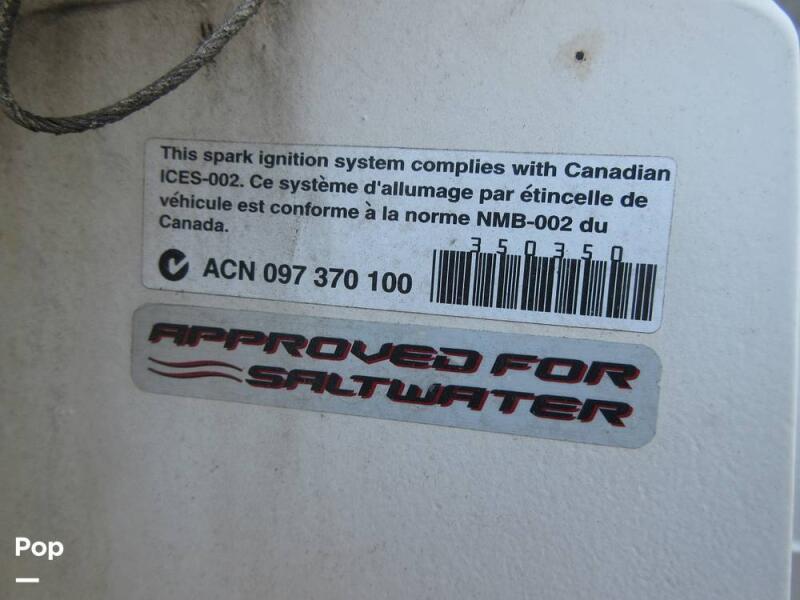 This spark ignition system complies with Canadian
ICES-002. Ce système d'allumage par étincelle de
véhicule est conforme à la norme NMB-002 du
Canada.
350350
ACN 097 370 100
APPROVED FOR
SALTWATER
Pop